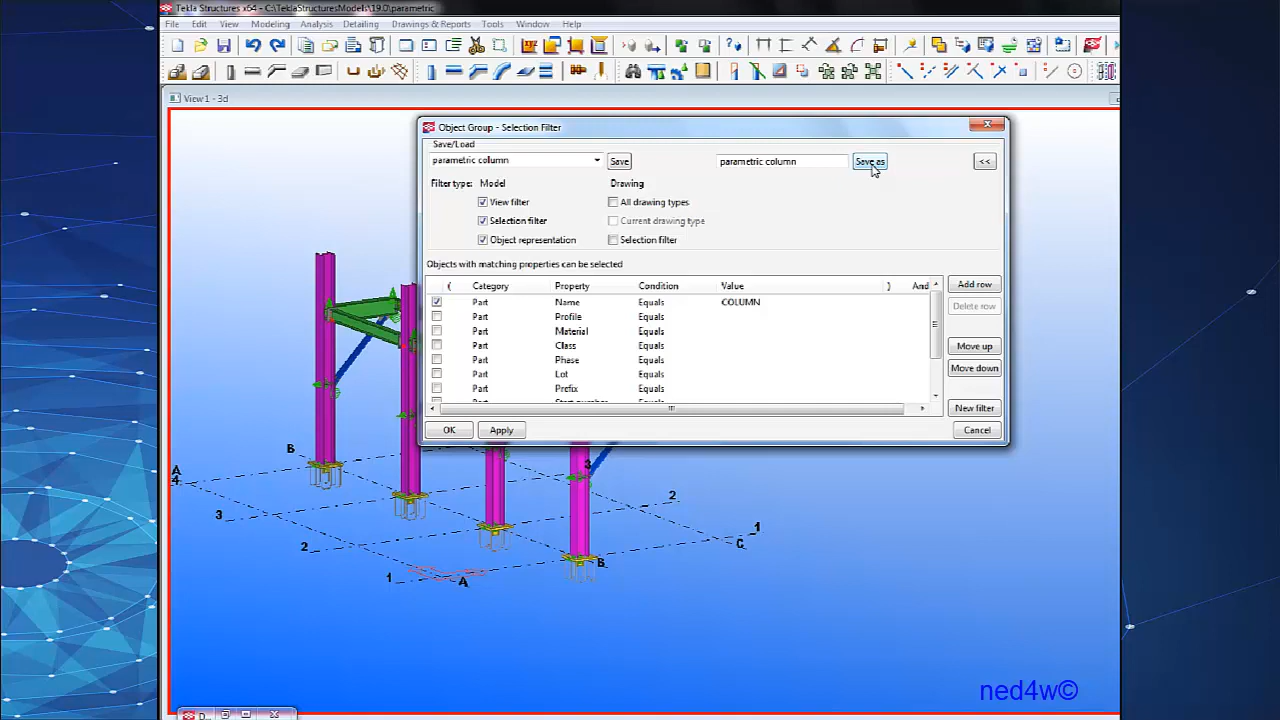 Tekla Structures x64 - C:\TeklaStructuresModels\19.0\parametric
File Edit View Modeling Analysis Detailing Drawings & Reports Tools Window Help
View 1 - 3d
Object Group - Selection Filter
Save/Load
parametric column Save parametric column Save as <<
Filter type: Model Drawing
View filter All drawing types
Selection filter Current drawing type
Object representation Selection filter
Objects with matching properties can be selected
( Category Property Condition Value ) And
Add row
Part Name Equals COLUMN
Delete row
Part Profile Equals
Part Material Equals
Part Class Equals
Move up
Part Phase Equals
Move down
Part Lot Equals
Part Prefix Equals
New filter
OK Apply Cancel
B
3
A
4
2
3
1
C
2
B
1
A
ned4w©
D...